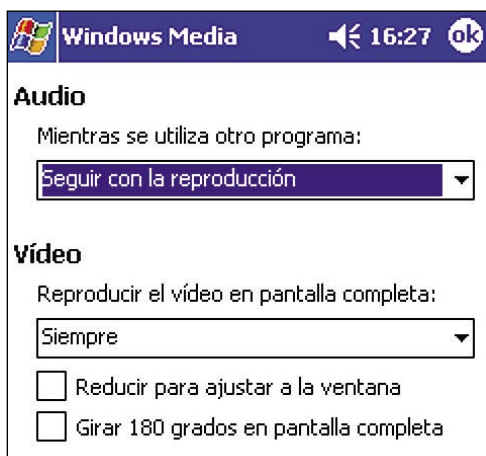 Windows Media 16:27 ok
Audio
Mientras se utiliza otro programa:
Seguir con la reproducción
Vídeo
Reproducir el vídeo en pantalla completa:
Siempre
Reducir para ajustar a la ventana
Girar 180 grados en pantalla completa